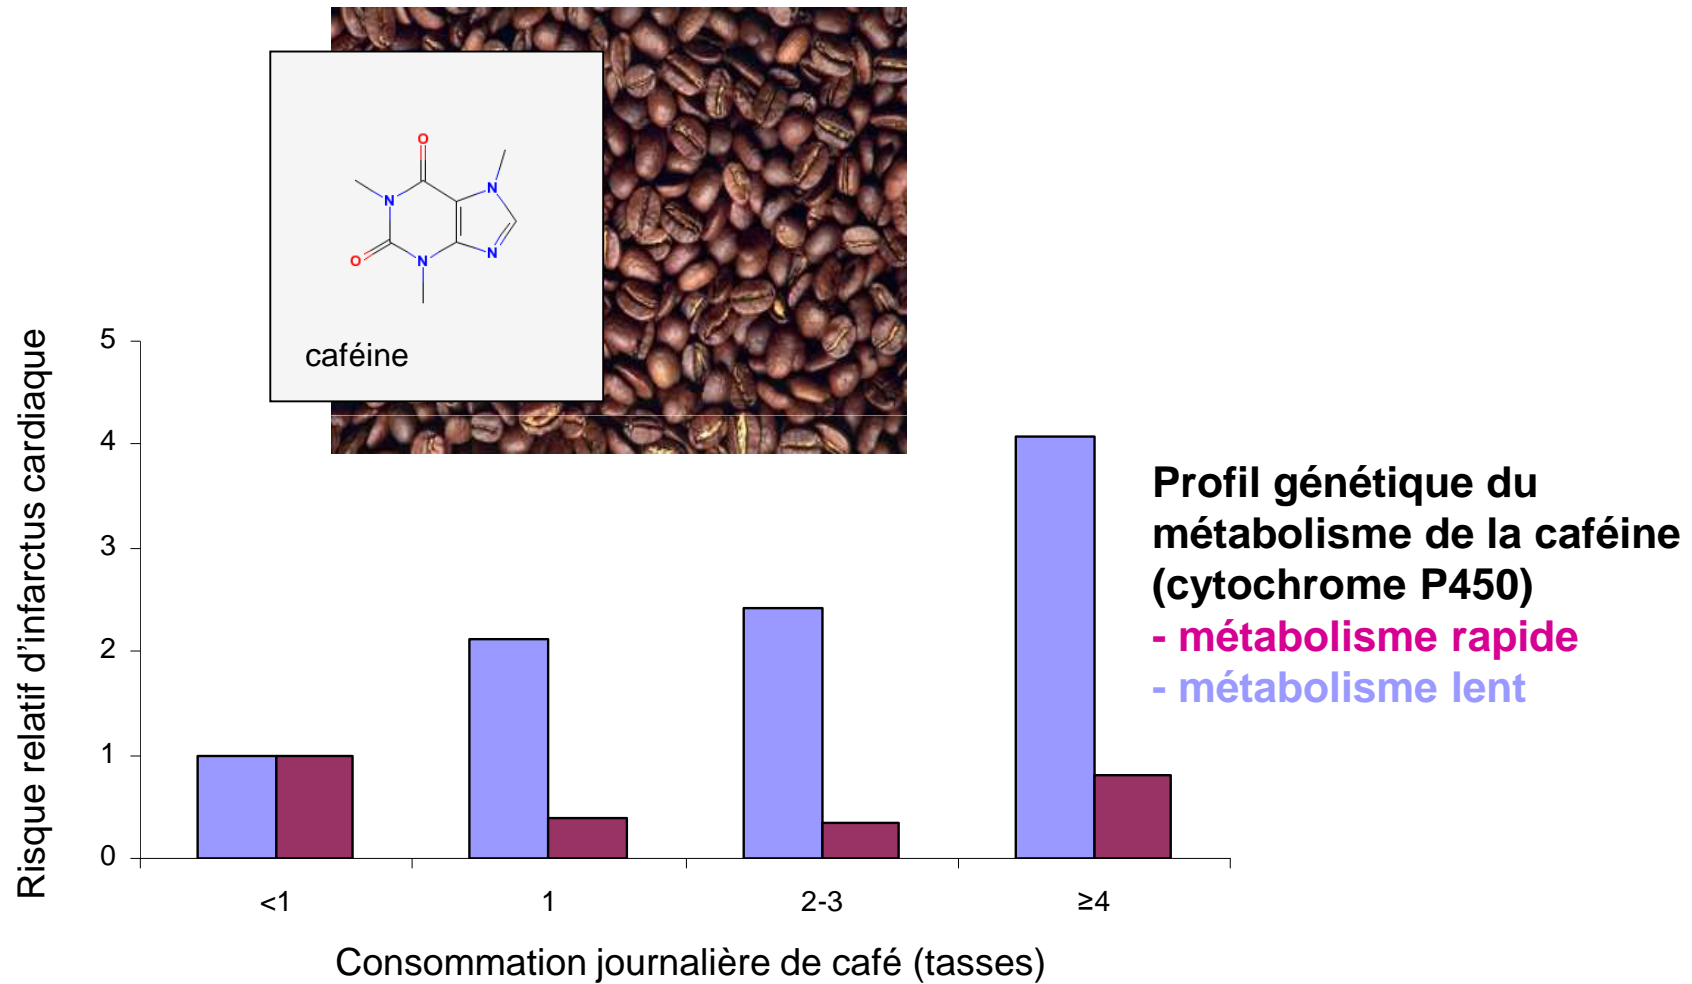 O
N
N
O
N
N
caféine
Risque relatif d’infarctus cardiaque
5
4
3
2
1
0
<1
1
2-3
≥4
Consommation journalière de café (tasses)
Profil génétique du
métabolisme de la caféine
(cytochrome P450)
- métabolisme rapide
- métabolisme lent